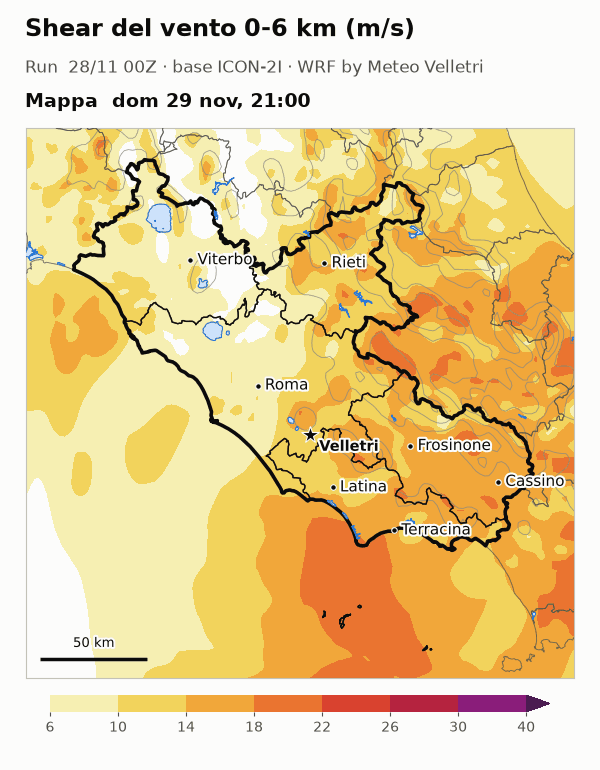 Shear del vento 0-6 km (m/s)
Run  28/11 00Z · base ICON-2I · WRF by Meteo Velletri
Mappa  dom 29 nov, 21:00
Viterbo
Rieti
Roma
Velletri
Frosinone
Cassino
Latina
Terracina
50 km
6 10 14 18 22 26 30 40